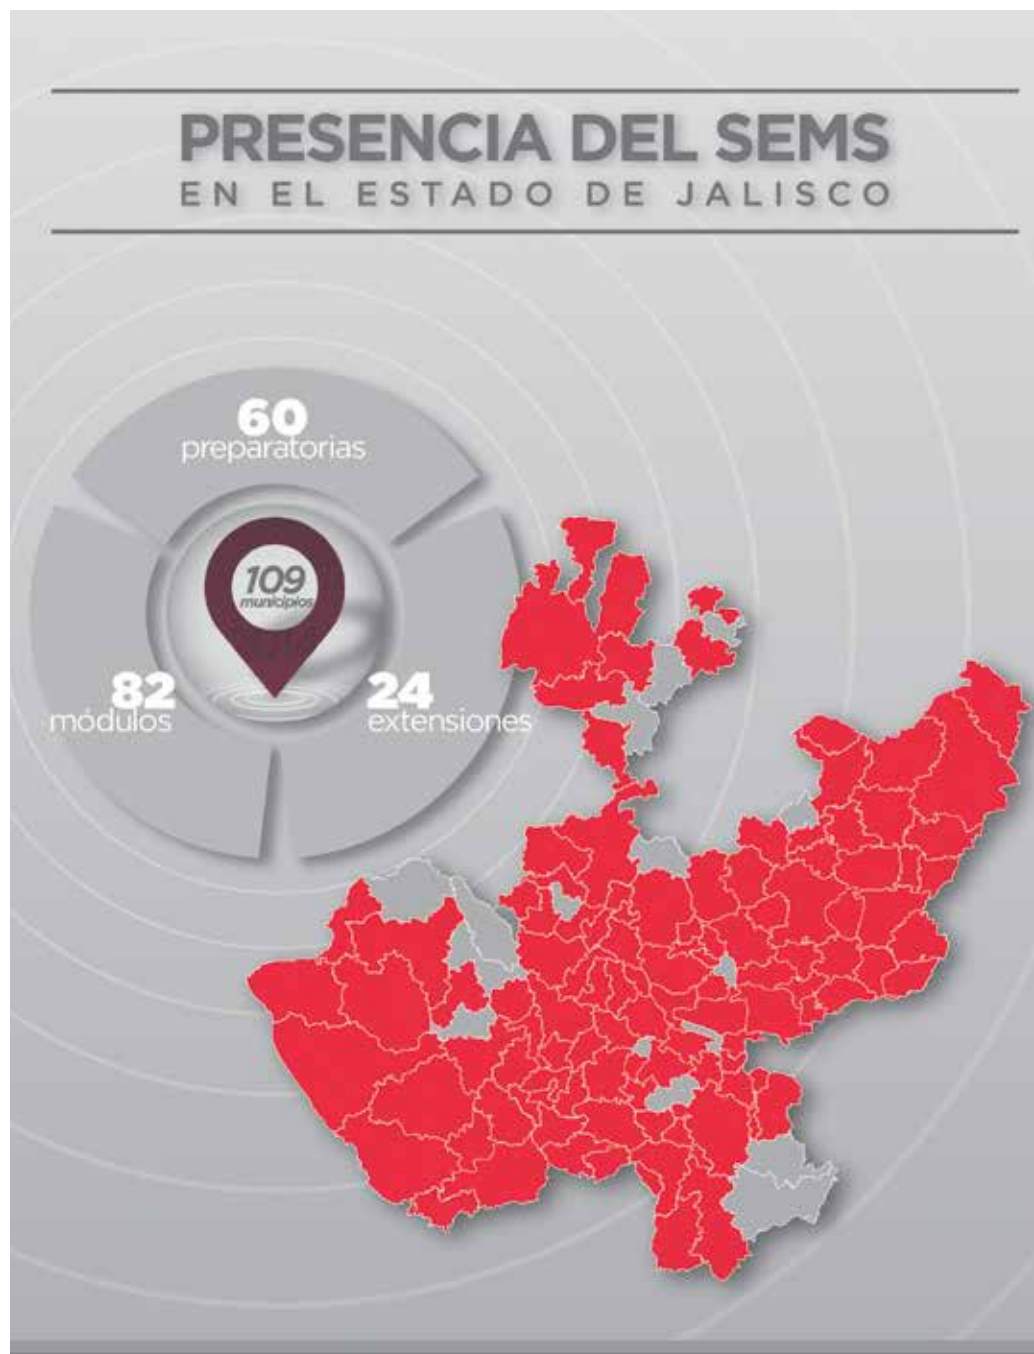 PRESENCIA DEL SEMS
EN EL ESTADO DE JALISCO
60
preparatorias
109
municipios
82
módulos
24
extensiones